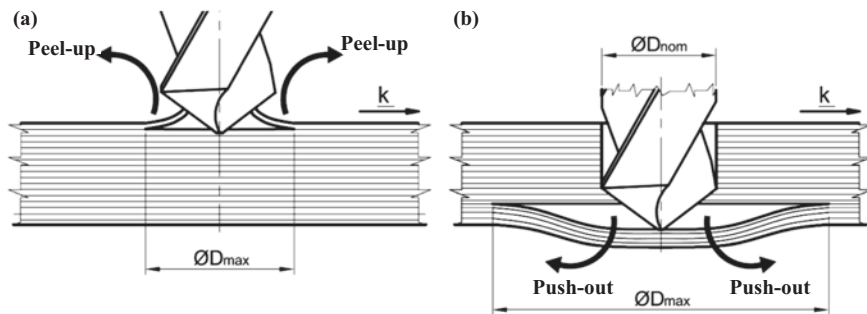 (a)
Peel-up
Peel-up
k
ØDmax
(b)
ØDnom
k
Push-out
Push-out
ØDmax